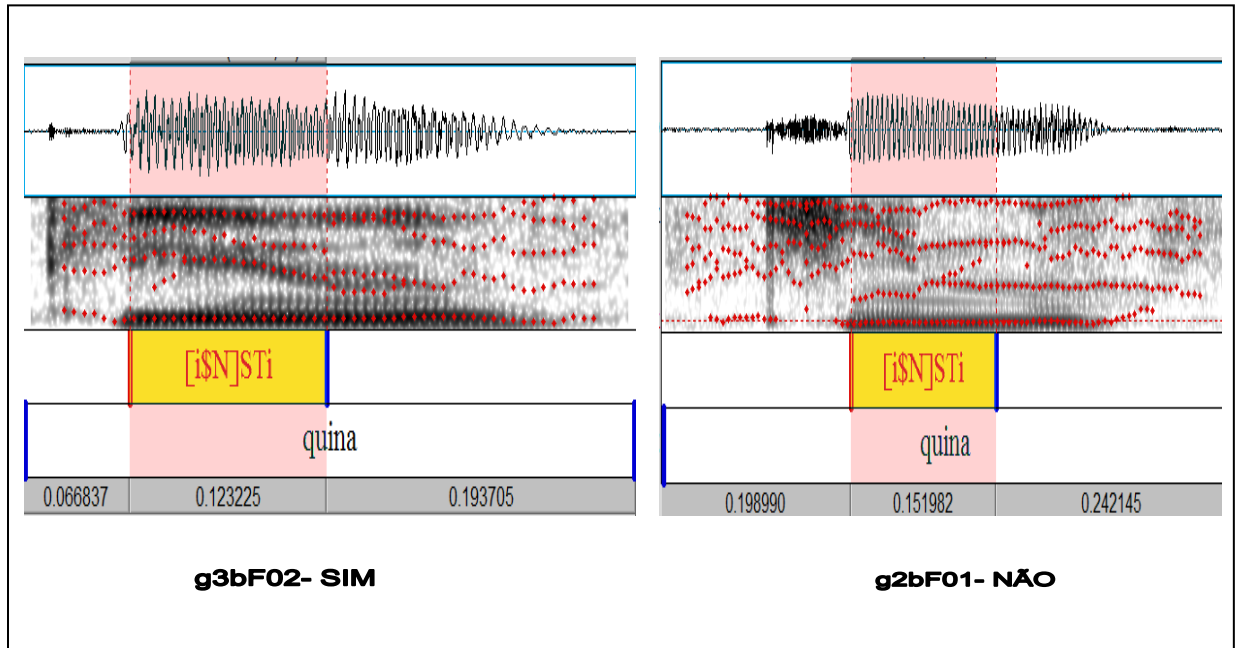 [i$N]STi
quina
0.066837 0.123225 0.193705
g3bF02- SIM
[i$N]STi
quina
0.198990 0.151982 0.242145
g2bF01- NÃO